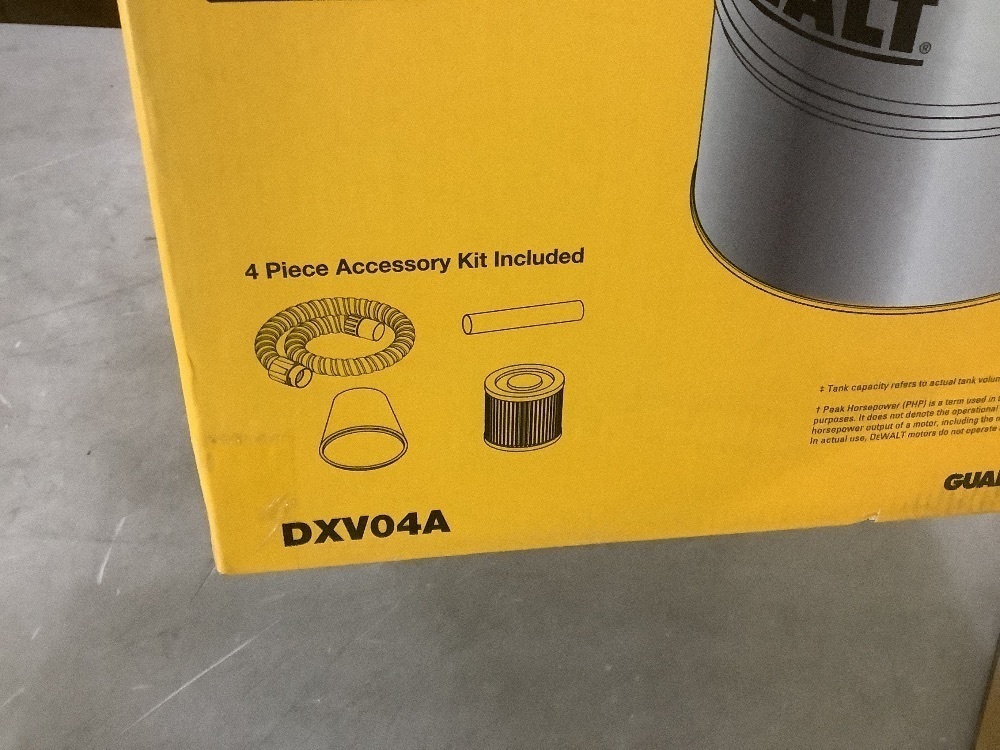 ALT®
4 Piece Accessory Kit Included
‡ Tank capacity refers to actual tank
† Peak Horsepower (PHP) is a term used in
purposes. It does not denote the operational
horsepower output of a motor, including the
In actual use, DEWALT motors do not operate
DXV04A